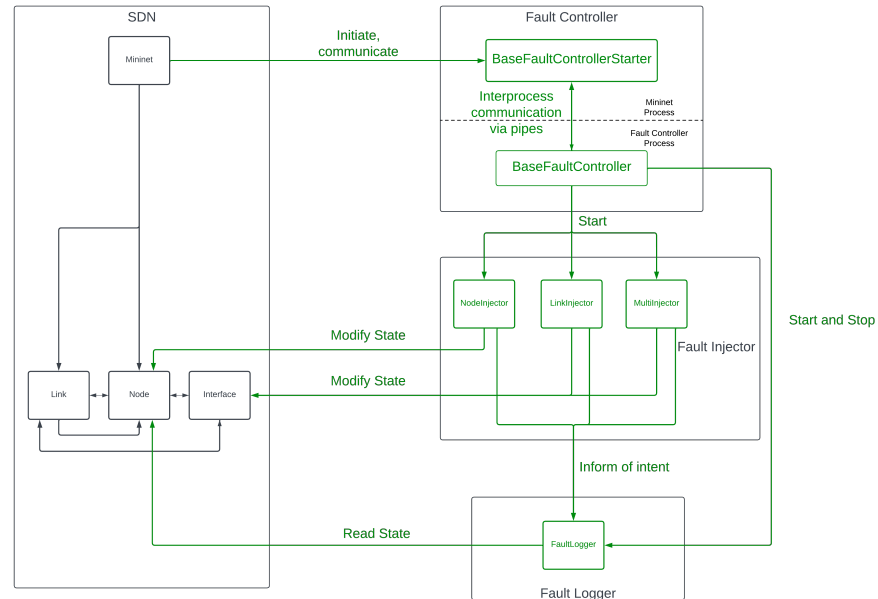 SDN
Fault Controller
Mininet
Initiate,
communicate
BaseFaultControllerStarter
Interprocess
communication
via pipes
Mininet
Process
Fault Controller
Process
BaseFaultController
Start
NodeInjector
LinkInjector
MultiInjector
Start and Stop
Modify State
Fault Injector
Modify State
Link
Node
Interface
Inform of intent
Read State
FaultLogger
Fault Logger